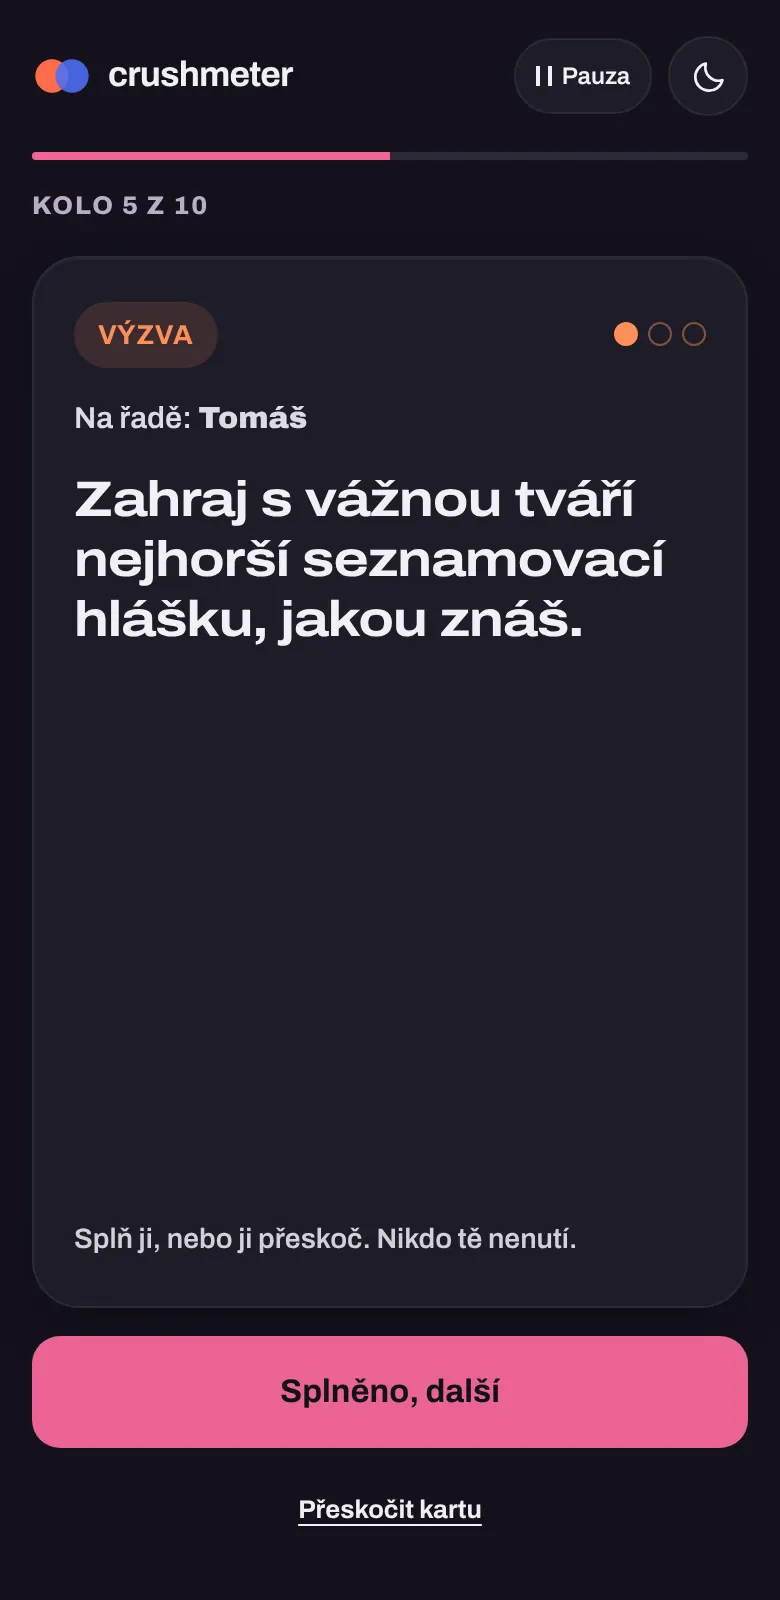 crushmeter
Pauza
KOLO 5 Z 10
VÝZVA
Na řadě: Tomáš
Zahraj s vážnou tváří
nejhorší seznamovací
hlášku, jakou znáš.
Splň ji, nebo ji přeskoč. Nikdo tě nenutí.
Splněno, další
Přeskočit kartu